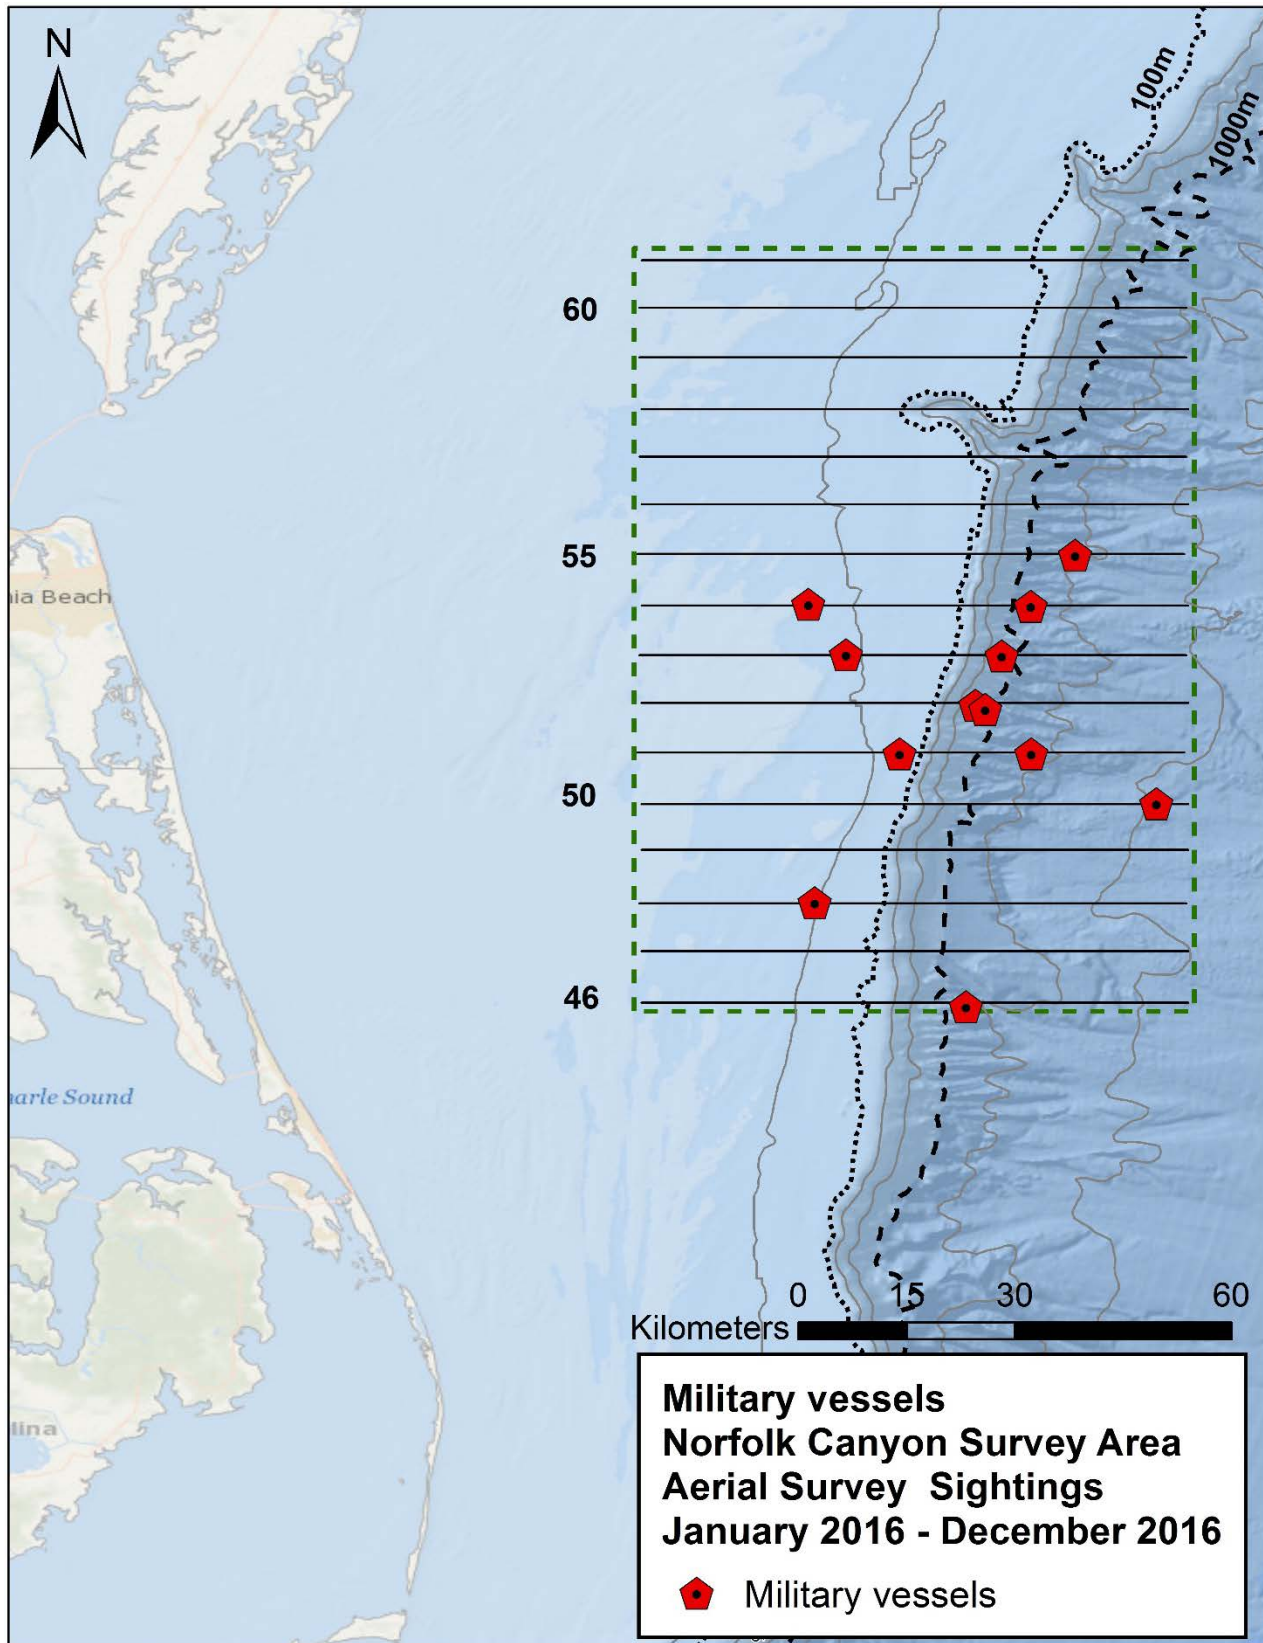 N
100m
1000m
60
55
ia Beach
50
46
arle Sound
0 15 30 60
Kilometers
lina
Military vessels
Norfolk Canyon Survey Area
Aerial Survey Sightings
January 2016 - December 2016
Military vessels